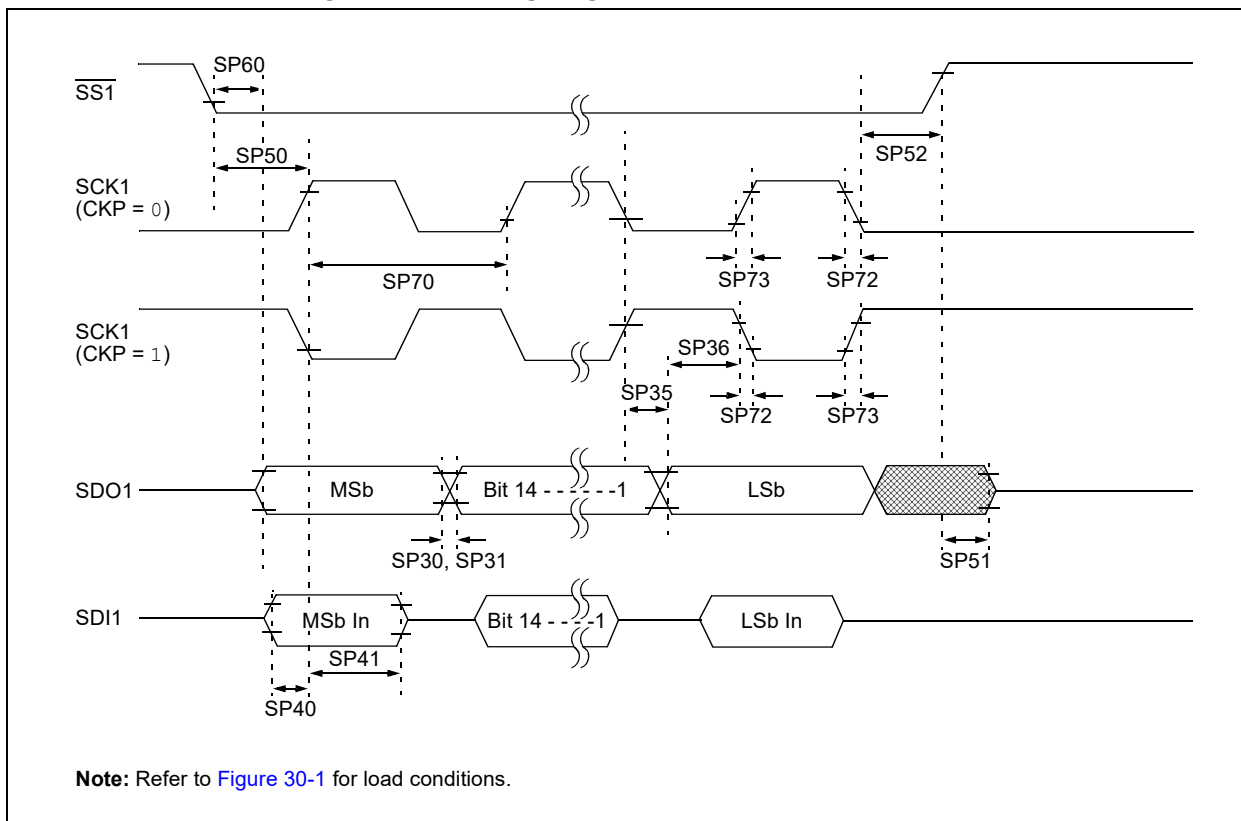 SP60
SS1
SP50
SP52
SCK1
(CKP = 0)
SP70
SP73
SP72
SCK1
(CKP = 1)
SP36
SP35
SP72
SP73
SDO1
MSb
Bit 14 - - - - - -1
LSb
SP30, SP31
SP51
SDI1
MSb In
Bit 14 - - - -1
LSb In
SP41
SP40
Note: Refer to Figure 30-1 for load conditions.